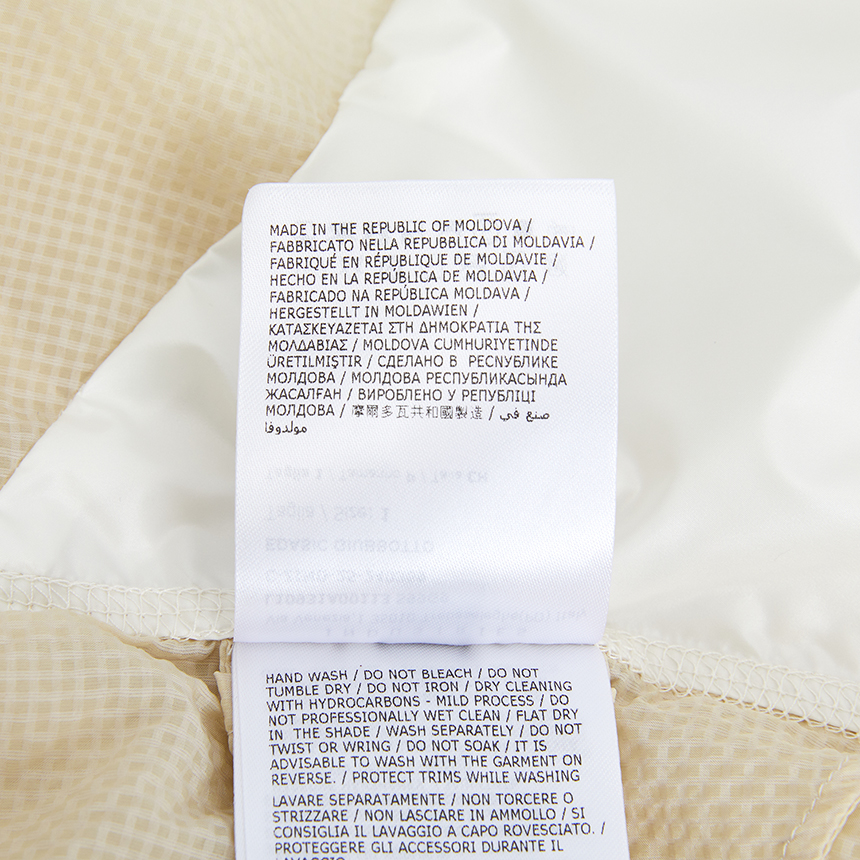 MADE IN THE REPUBLIC OF MOLDOVA /
FABBRICATO NELLA REPUBBLICA DI MOLDAVIA /
FABRIQUÉ EN RÉPUBLIQUE DE MOLDAVIE /
HECHO EN LA REPÚBLICA DE MOLDAVIA /
FABRICADO NA REPÚBLICA MOLDAVA /
HERGESTELLT IN MOLDAWIEN /
ΚΑΤΑΣΚΕΥΑΖΕΤΑΙ ΣΤΗ ΔΗΜΟΚΡΑΤΙΑ ΤΗΣ
ΜΟΛΔΑΒΙΑΣ / MOLDOVA CUMHURIYETINDE
ÜRETILMIŞTIR / СДЕЛАНО В РЕСNУБЛИКЕ
МОЛДОВА / МОЛДОВА РЕСПУБЛИКАСЫНДА
ЖАСАЛҒАН / ВИРОБЛЕНО У РЕПУБЛІЦІ
МОЛДОВА / 摩爾多瓦共和國製造 / صنع في
مولدوفا
HAND WASH / DO NOT BLEACH / DO NOT
TUMBLE DRY / DO NOT IRON / DRY CLEANING
WITH HYDROCARBONS - MILD PROCESS / DO
NOT PROFESSIONALLY WET CLEAN / FLAT DRY
IN THE SHADE / WASH SEPARATELY / DO NOT
TWIST OR WRING / DO NOT SOAK / IT IS
ADVISABLE TO WASH WITH THE GARMENT ON
REVERSE. / PROTECT TRIMS WHILE WASHING
LAVARE SEPARATAMENTE / NON TORCERE O
STRIZZARE / NON LASCIARE IN AMMOLLO / SI
CONSIGLIA IL LAVAGGIO A CAPO ROVESCIATO. /
PROTEGGERE GLI ACCESSORI DURANTE IL
LAVAGGIO